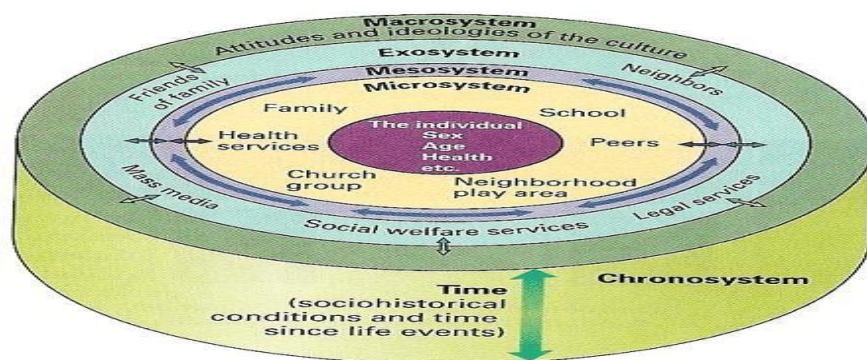 Macrosystem
Attitudes and ideologies of the culture
Exosystem
Mesosystem
Microsystem
Friends
of family
Neighbors
Family
School
The individual
Sex
Age
Health
etc.
Health
services
Peers
Church
group
Neighborhood
play area
Mass media
Social welfare services
Legal services
Chronosystem
Time
(sociohistorical
conditions and time
since life events)